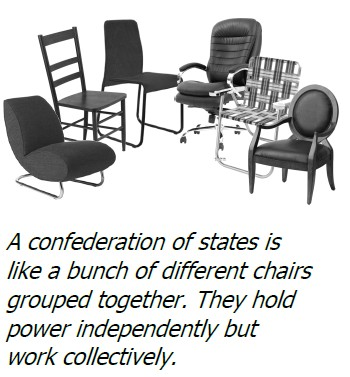 A confederation of states is
like a bunch of different chairs
grouped together. They hold
power independently but
work collectively.